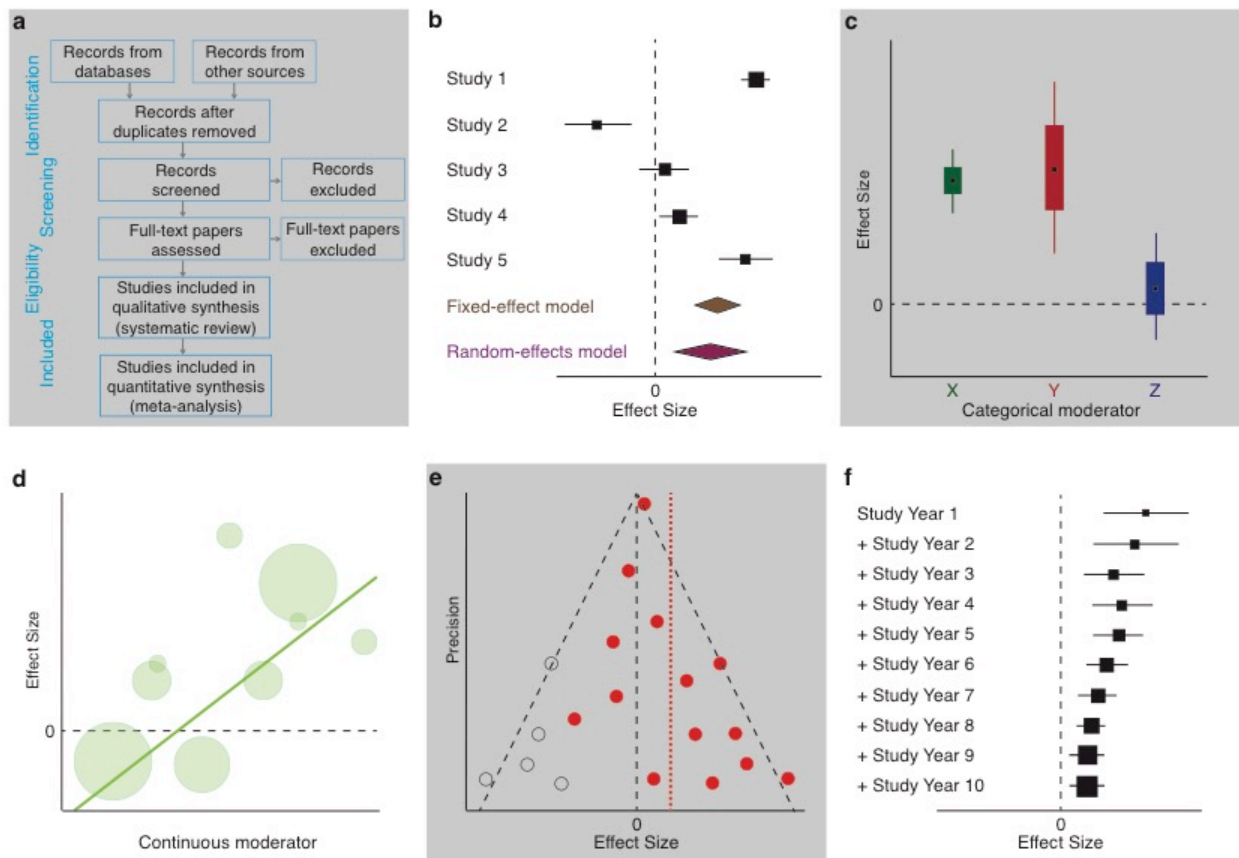 a
Identification
Screening
Eligibility
Included
Records from
databases
Records from
other sources
Records after
duplicates removed
Records
screened
Records
excluded
Full-text papers
assessed
Full-text papers
excluded
Studies included in
qualitative synthesis
(systematic review)
Studies included in
quantitative synthesis
(meta-analysis)
b
Study 1
Study 2
Study 3
Study 4
Study 5
Fixed-effect model
Random-effects model
0
Effect Size
c
Effect Size
0
X
Y
Z
Categorical moderator
d
Effect Size
0
Continuous moderator
e
Precision
0
Effect Size
f
Study Year 1
+ Study Year 2
+ Study Year 3
+ Study Year 4
+ Study Year 5
+ Study Year 6
+ Study Year 7
+ Study Year 8
+ Study Year 9
+ Study Year 10
0
Effect Size